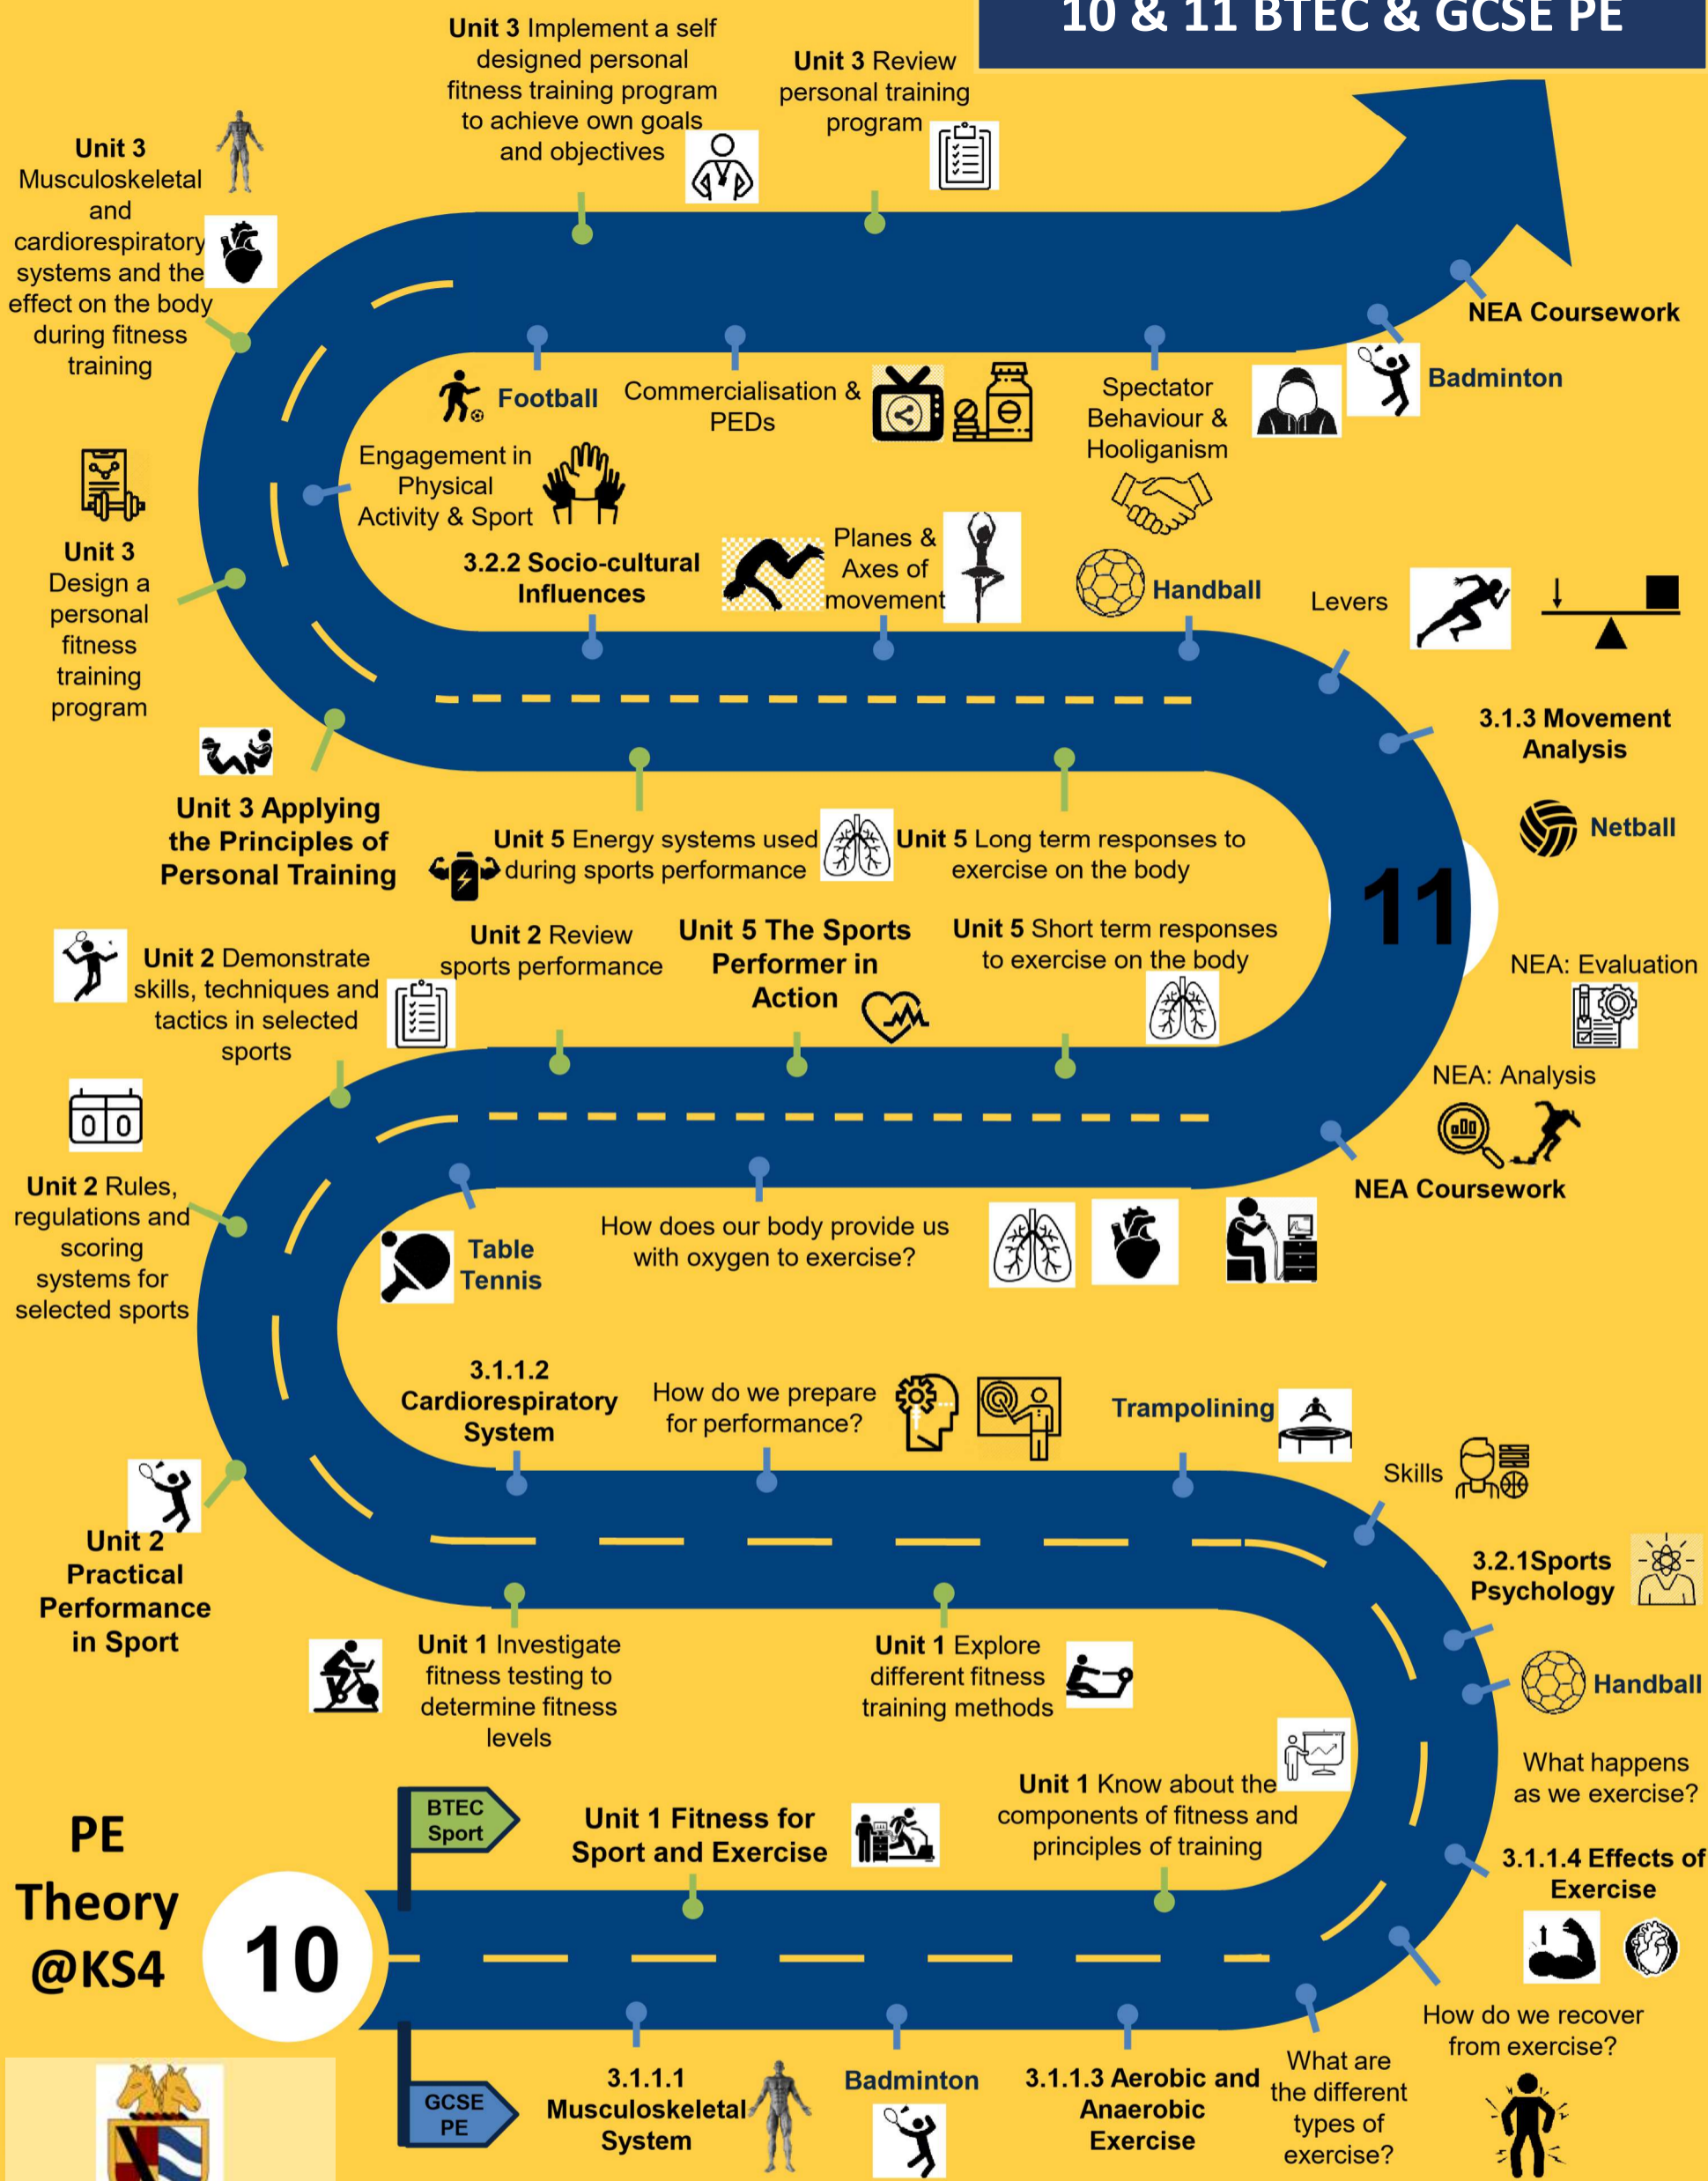 10 & 11 BTEC & GCSE PE
Unit 3 Implement a self
designed personal
fitness training program
to achieve own goals
and objectives
Unit 3 Review
personal training
program
Unit 3
Musculoskeletal
and
cardiorespiratory
systems and the
effect on the body
during fitness
training
NEA Coursework
Badminton
Football
Commercialisation &
PEDs
Spectator
Behaviour &
Hooliganism
Engagement in
Physical
Activity & Sport
Unit 3
Design a
personal
fitness
training
program
3.2.2 Socio-cultural
Influences
Planes &
Axes of
movement
Handball
Levers
3.1.3 Movement
Analysis
Netball
Unit 3 Applying
the Principles of
Personal Training
Unit 5 Energy systems used
during sports performance
Unit 5 Long term responses to
exercise on the body
11
Unit 2 Demonstrate
skills, techniques and
tactics in selected
sports
Unit 2 Review
sports performance
Unit 5 The Sports
Performer in
Action
Unit 5 Short term responses
to exercise on the body
NEA: Evaluation
NEA: Analysis
NEA Coursework
0 0
Unit 2 Rules,
regulations and
scoring
systems for
selected sports
Table
Tennis
How does our body provide us
with oxygen to exercise?
3.1.1.2
Cardiorespiratory
System
How do we prepare
for performance?
Trampolining
Skills
3.2.1Sports
Psychology
Unit 2
Practical
Performance
in Sport
Unit 1 Investigate
fitness testing to
determine fitness
levels
Unit 1 Explore
different fitness
training methods
Handball
What happens
as we exercise?
PE
Theory
@KS4
10
BTEC
Sport
Unit 1 Fitness for
Sport and Exercise
Unit 1 Know about the
components of fitness and
principles of training
3.1.1.4 Effects of
Exercise
How do we recover
from exercise?
GCSE
PE
3.1.1.1
Musculoskeletal
System
Badminton
3.1.1.3 Aerobic and
Anaerobic
Exercise
What are
the different
types of
exercise?